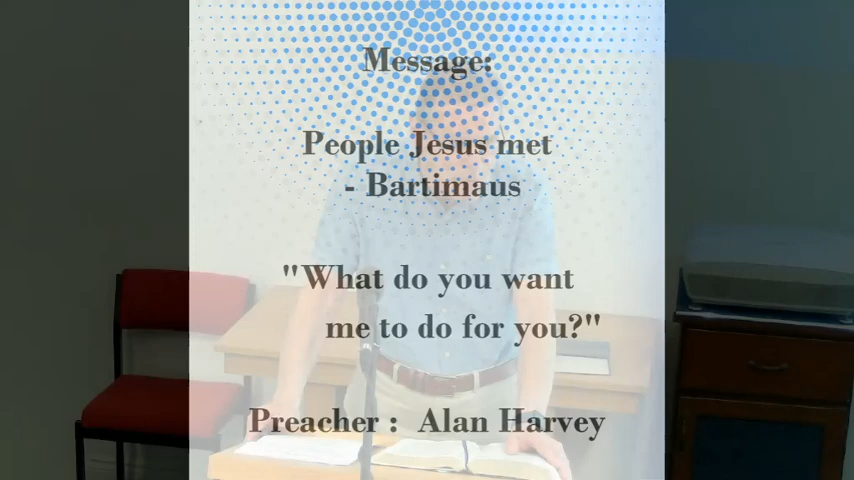 Message:
People Jesus met
- Bartimaus
"What do you want
me to do for you?"
Preacher : Alan Harvey